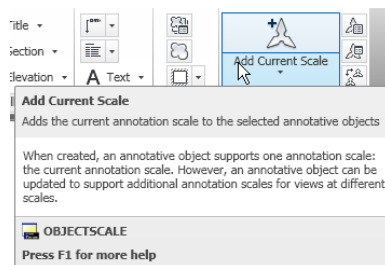 Title
Section
Elevation
A Text
Add Current Scale
Add Current Scale
Adds the current annotation scale to the selected annotative objects
When created, an annotative object supports one annotation scale:
the current annotation scale. However, an annotative object can be
updated to support additional annotation scales for views at different
scales.
OBJECTSCALE
Press F1 for more help